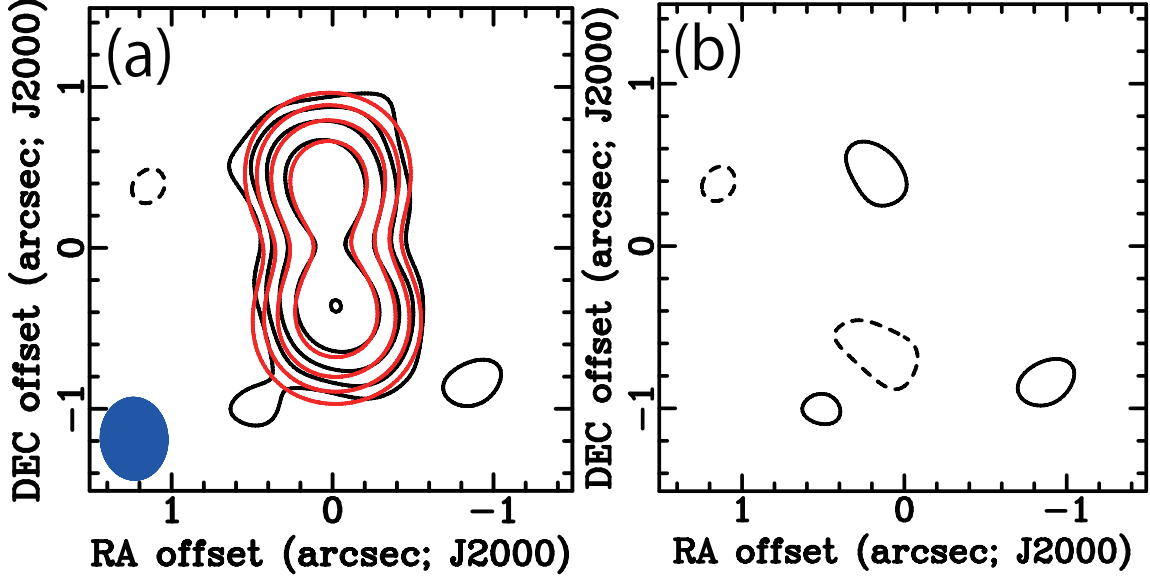 (a)
DEC offset (arcsec; J2000)
1
0
−1
1
0
−1
RA offset (arcsec; J2000)
(b)
DEC offset (arcsec; J2000)
1
0
−1
1
0
−1
RA offset (arcsec; J2000)